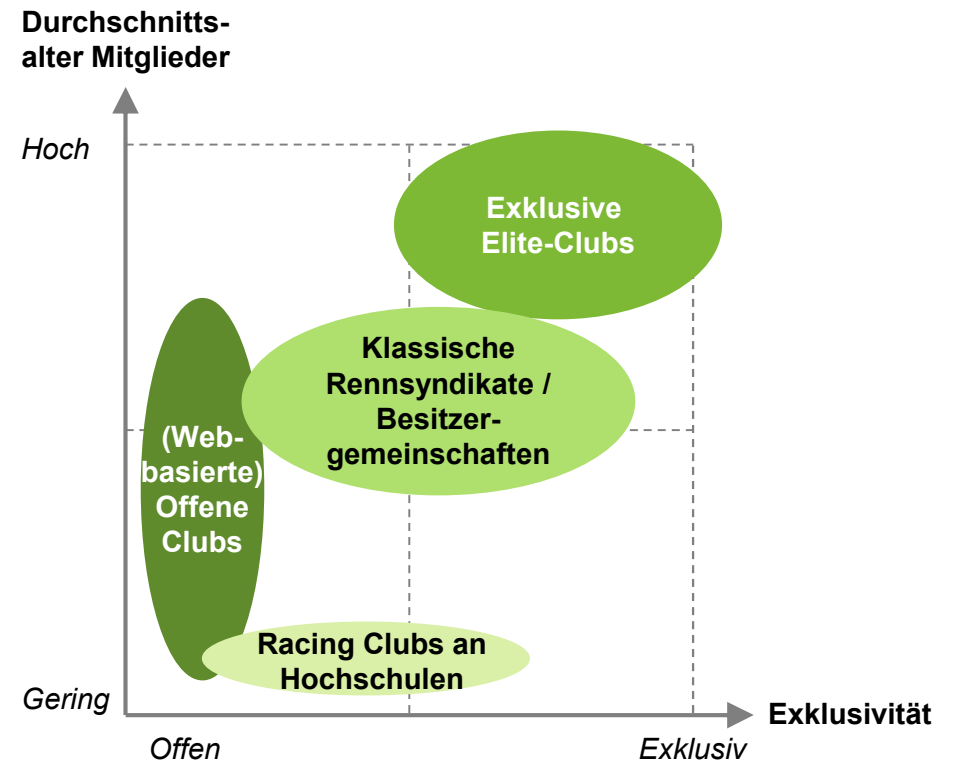 Durchschnitts-
alter Mitglieder
Hoch
Exklusive
Elite-Clubs
Klassische
Rennsyndikate /
Besitzer-
gemeinschaften
(Web-
basierte)
Offene
Clubs
Racing Clubs an
Hochschulen
Gering
Exklusivität
Offen
Exklusiv